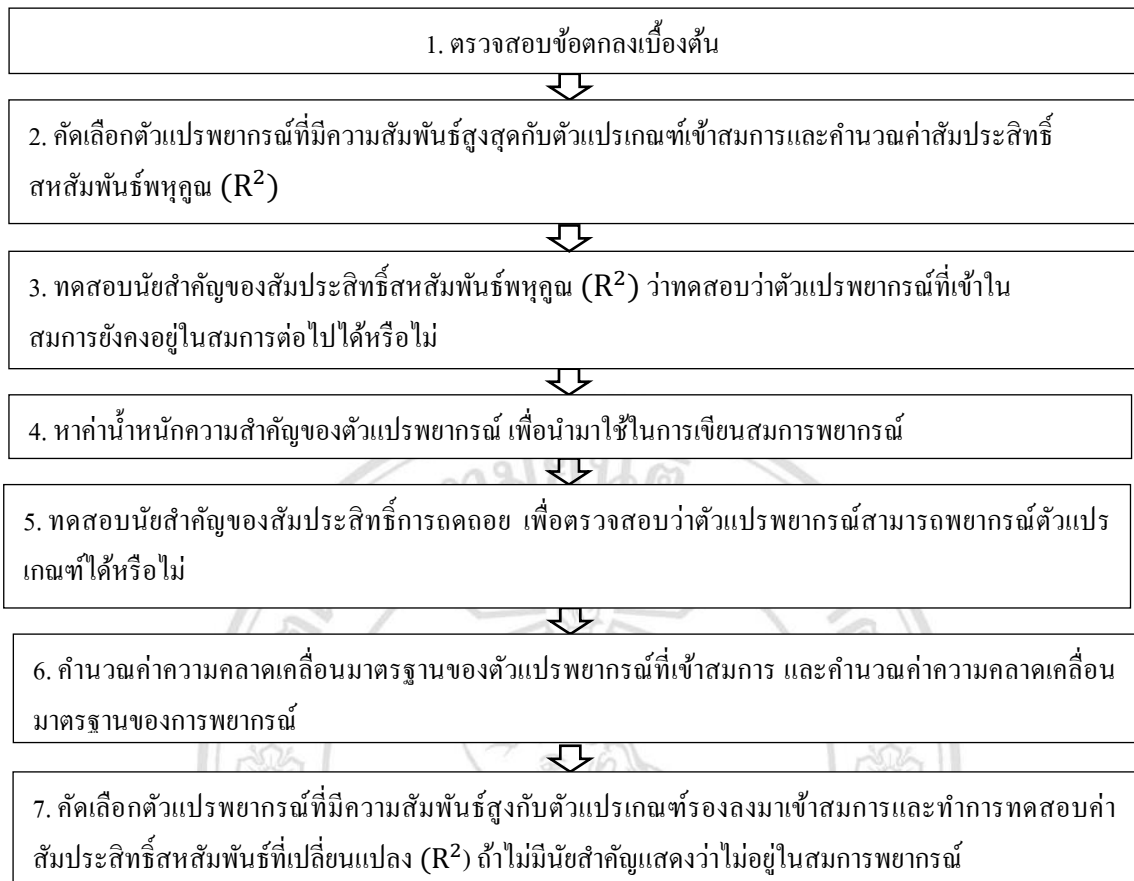 1. ตรวจสอบข้อตกลงเบื้องต้น
2. คัดเลือกตัวแปรพยากรณ์ที่มีความสัมพันธ์สูงสุดกับตัวแปรเกณฑ์เข้าสมการและคำนวณค่าสัมประสิทธิ์
สหสัมพันธ์พหุคูณ (R²)
3. ทดสอบนัยสำคัญของสัมประสิทธิ์สหสัมพันธ์พหุคูณ (R²) ว่าทดสอบว่าตัวแปรพยากรณ์ที่เข้าใน
สมการยังคงอยู่ในสมการต่อไปได้หรือไม่
4. หาค่าน้ำหนักความสำคัญของตัวแปรพยากรณ์ เพื่อนำมาใช้ในการเขียนสมการพยากรณ์
5. ทดสอบนัยสำคัญของสัมประสิทธิ์การถดถอย เพื่อตรวจสอบว่าตัวแปรพยากรณ์สามารถพยากรณ์ตัวแปร
เกณฑ์ได้หรือไม่
6. คำนวณค่าความคลาดเคลื่อนมาตรฐานของตัวแปรพยากรณ์ที่เข้าสมการ และคำนวณค่าความคลาดเคลื่อน
มาตรฐานของการพยากรณ์
7. คัดเลือกตัวแปรพยากรณ์ที่มีความสัมพันธ์สูงกับตัวแปรเกณฑ์รองลงมาเข้าสมการและทำการทดสอบค่า
สัมประสิทธิ์สหสัมพันธ์ที่เปลี่ยนแปลง (R²) ถ้าไม่มีนัยสำคัญแสดงว่าไม่อยู่ในสมการพยากรณ์